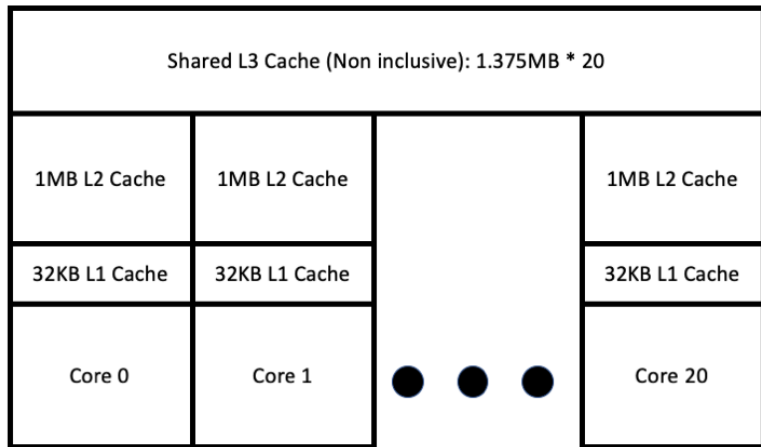 Shared L3 Cache (Non inclusive): 1.375MB * 20
1MB L2 Cache
1MB L2 Cache
1MB L2 Cache
32KB L1 Cache
32KB L1 Cache
32KB L1 Cache
Core 0
Core 1
Core 20